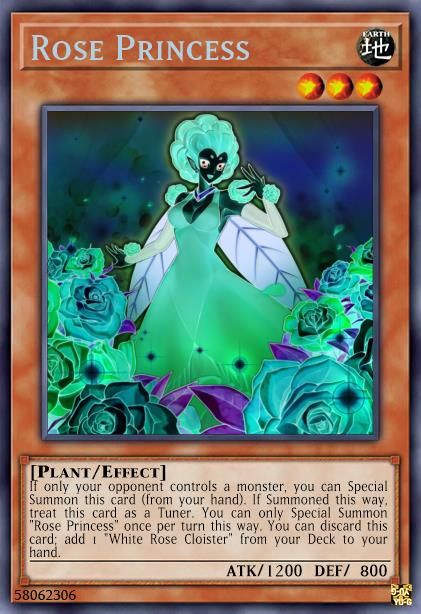 Rose Princess
EARTH
地
[Plant/Effect]
If only your opponent controls a monster, you can Special
Summon this card (from your hand). If Summoned this way,
treat this card as a Tuner. You can only Special Summon
"Rose Princess" once per turn this way. You can discard this
card; add 1 "White Rose Cloister" from your Deck to your
hand.
ATK/1200 DEF/ 800
58062306